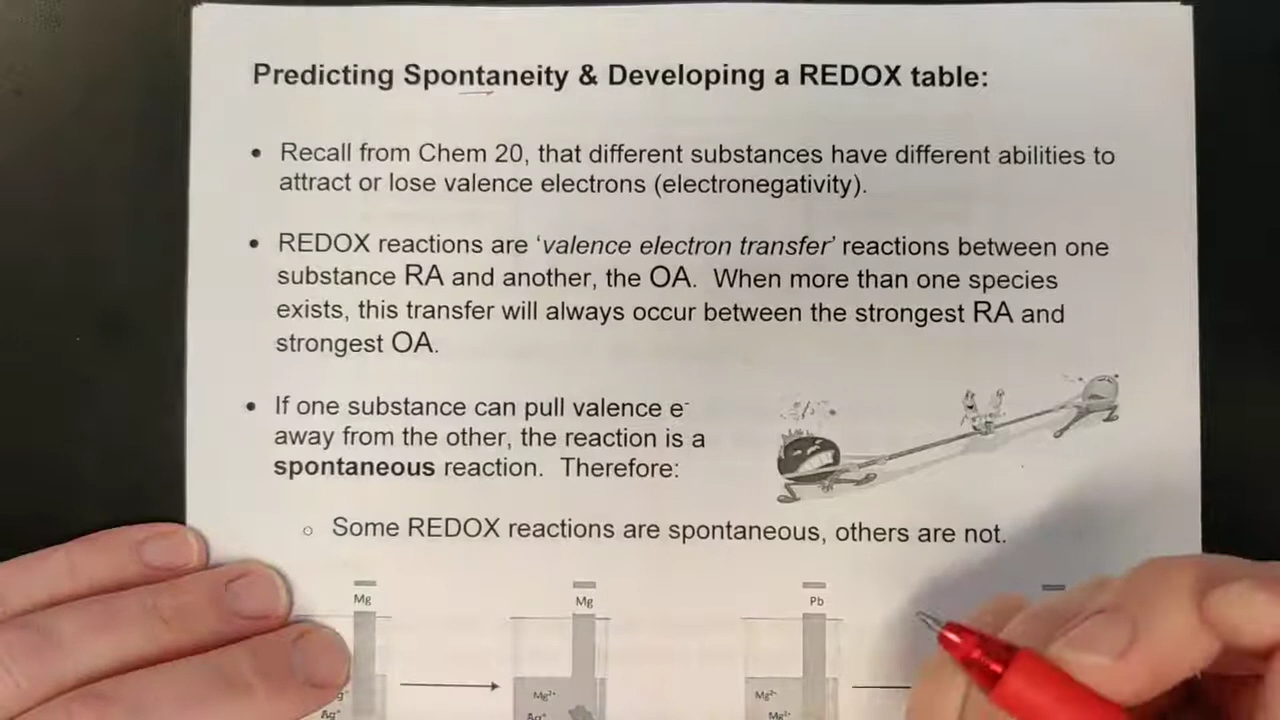 Predicting Spontaneity & Developing a REDOX table:
• Recall from Chem 20, that different substances have different abilities to
attract or lose valence electrons (electronegativity).
• REDOX reactions are ‘valence electron transfer’ reactions between one
substance RA and another, the OA. When more than one species
exists, this transfer will always occur between the strongest RA and
strongest OA.
• If one substance can pull valence e⁻
away from the other, the reaction is a
spontaneous reaction. Therefore:
o Some REDOX reactions are spontaneous, others are not.
Mg Mg Pb
Mg²⁺ Mg²⁺
Ag⁺ Ag⁺ Mg²⁺